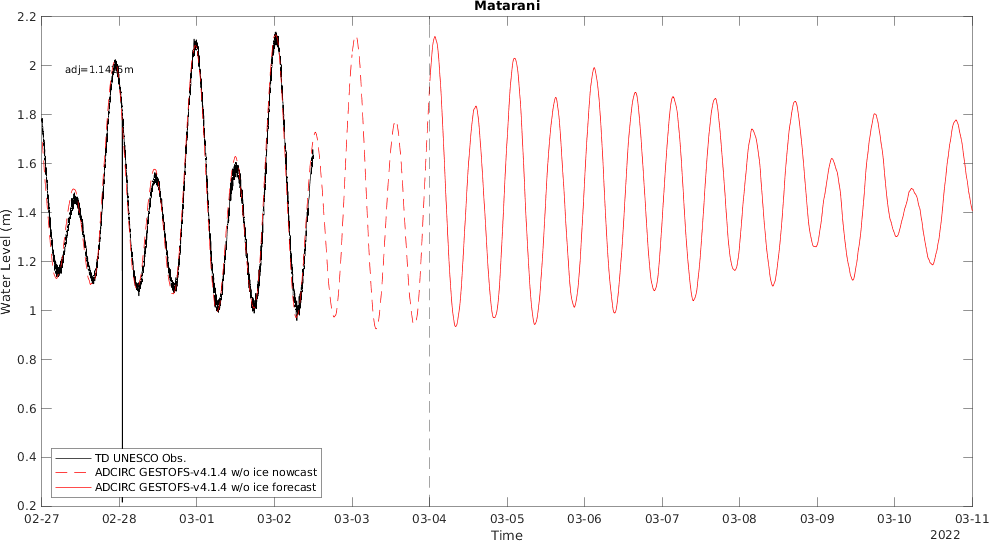 Matarani
Water Level (m)
2.2
2
1.8
1.6
1.4
1.2
1
0.8
0.6
0.4
0.2
TD UNESCO Obs.
ADCIRC GESTOFS-v4.1.4 w/o ice nowcast
ADCIRC GESTOFS-v4.1.4 w/o ice forecast
02-27 02-28 03-01 03-02 03-03 03-04 03-05 03-06 03-07 03-08 03-09 03-10 03-11
Time
2022